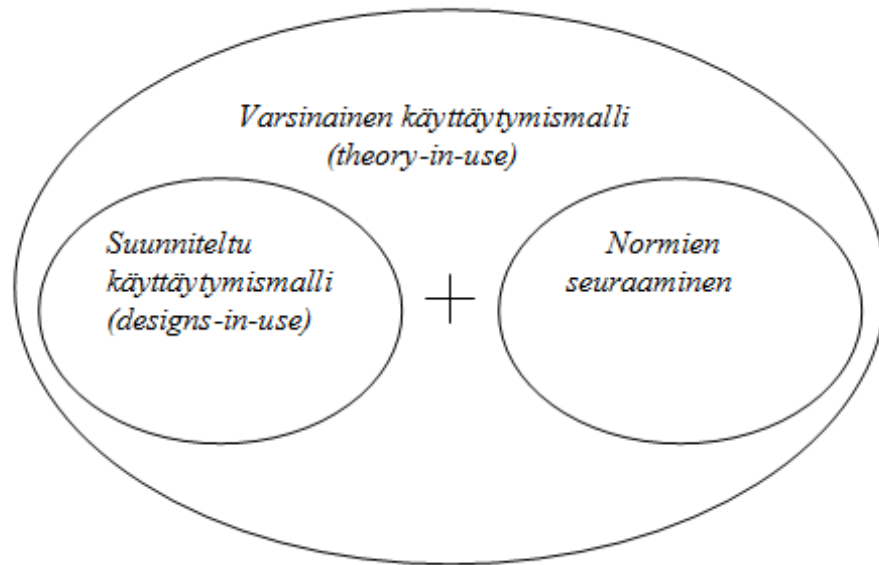 Varsinainen käyttäytymismalli
(theory-in-use)
Suunniteltu
käyttäytymismalli
(designs-in-use)
+
Normien
seuraaminen